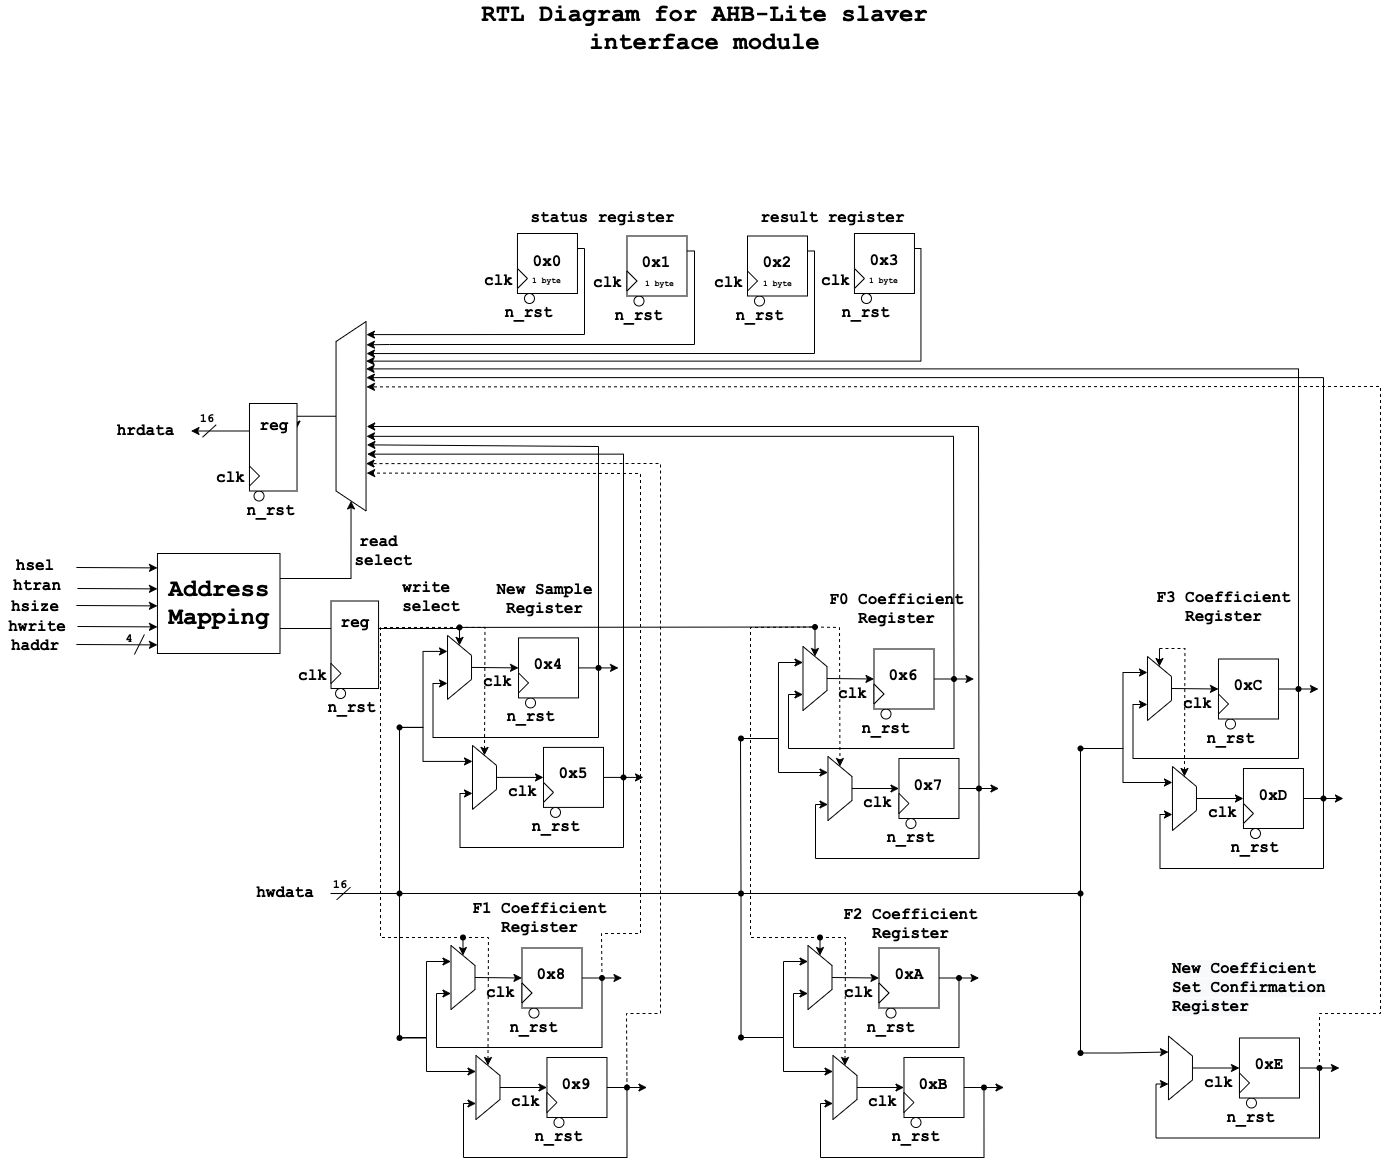 RTL Diagram for AHB-Lite slaver
interface module
status register
result register
0x0
1 byte
clk
n_rst
0x1
1 byte
clk
n_rst
0x2
1 byte
clk
n_rst
0x3
1 byte
clk
n_rst
hrdata
16
reg
clk
n_rst
read
select
hsel
htran
hsize
hwrite
haddr
4
Address
Mapping
write
select
reg
clk
n_rst
New Sample
Register
0x4
clk
n_rst
0x5
clk
n_rst
F0 Coefficient
Register
0x6
clk
n_rst
0x7
clk
n_rst
F3 Coefficient
Register
0xC
clk
n_rst
0xD
clk
n_rst
hwdata
16
F1 Coefficient
Register
0x8
clk
n_rst
0x9
clk
n_rst
F2 Coefficient
Register
0xA
clk
n_rst
0xB
clk
n_rst
New Coefficient
Set Confirmation
Register
0xE
clk
n_rst